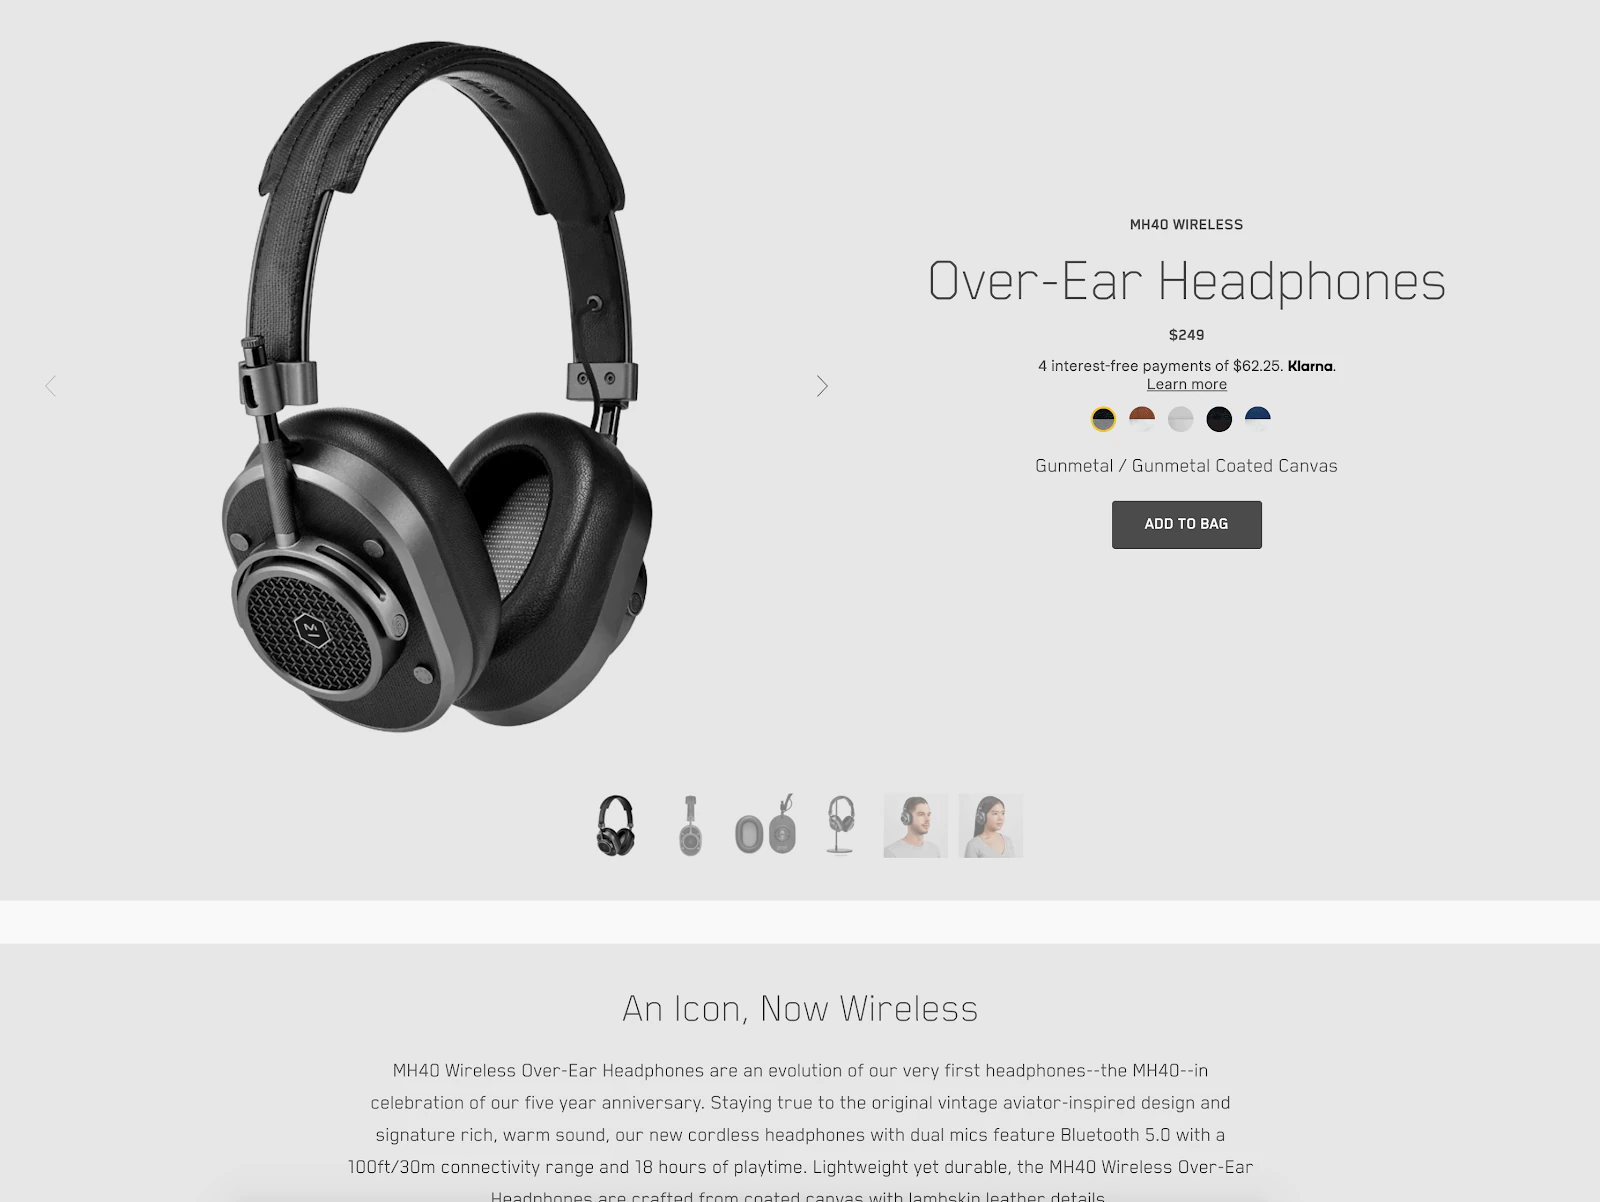 MH40 WIRELESS
Over-Ear Headphones
$249
4 interest-free payments of $62.25. Klarna.
Learn more
Gunmetal / Gunmetal Coated Canvas
ADD TO BAG
An Icon, Now Wireless
MH40 Wireless Over-Ear Headphones are an evolution of our very first headphones--the MH40--in
celebration of our five year anniversary. Staying true to the original vintage aviator-inspired design and
signature rich, warm sound, our new cordless headphones with dual mics feature Bluetooth 5.0 with a
100ft/30m connectivity range and 18 hours of playtime. Lightweight yet durable, the MH40 Wireless Over-Ear
Headphones are crafted from coated canvas with lambskin leather details.